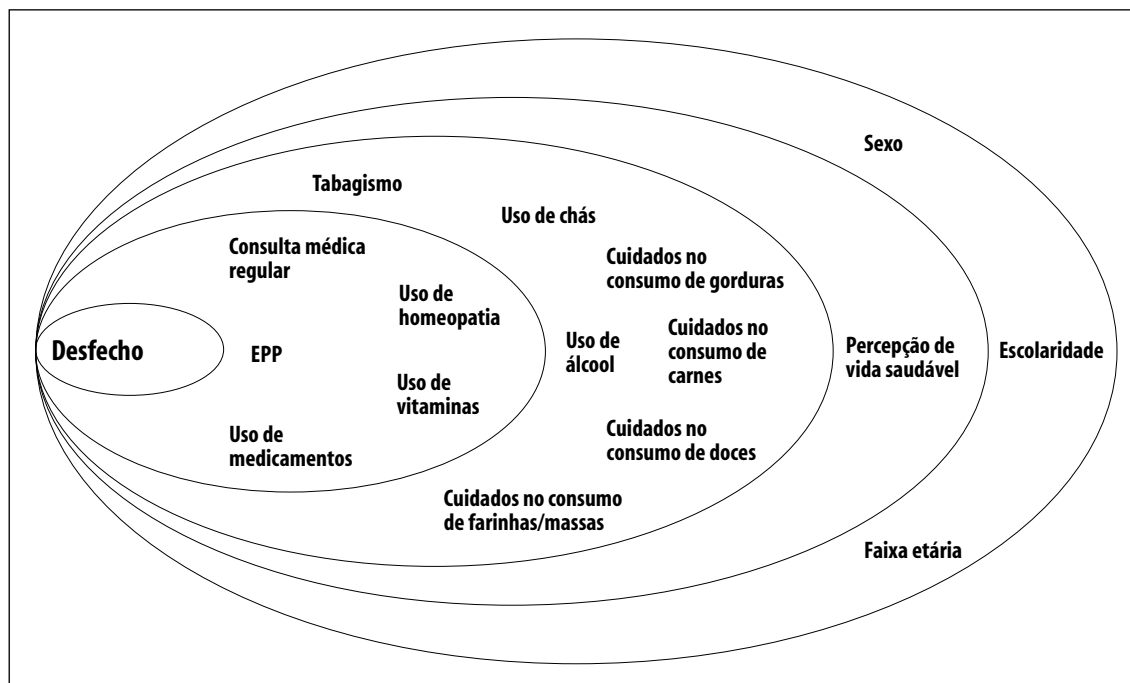 Sexo
Tabagismo
Uso de chás
Consulta médica
regular
Cuidados no
consumo de gorduras
Uso de
homeopatia
Desfecho
EPP
Uso de
álcool
Cuidados no
consumo de
carnes
Percepção de
vida saudável
Escolaridade
Uso de
vitaminas
Uso de
medicamentos
Cuidados no
consumo de doces
Cuidados no consumo
de farinhas/massas
Faixa etária